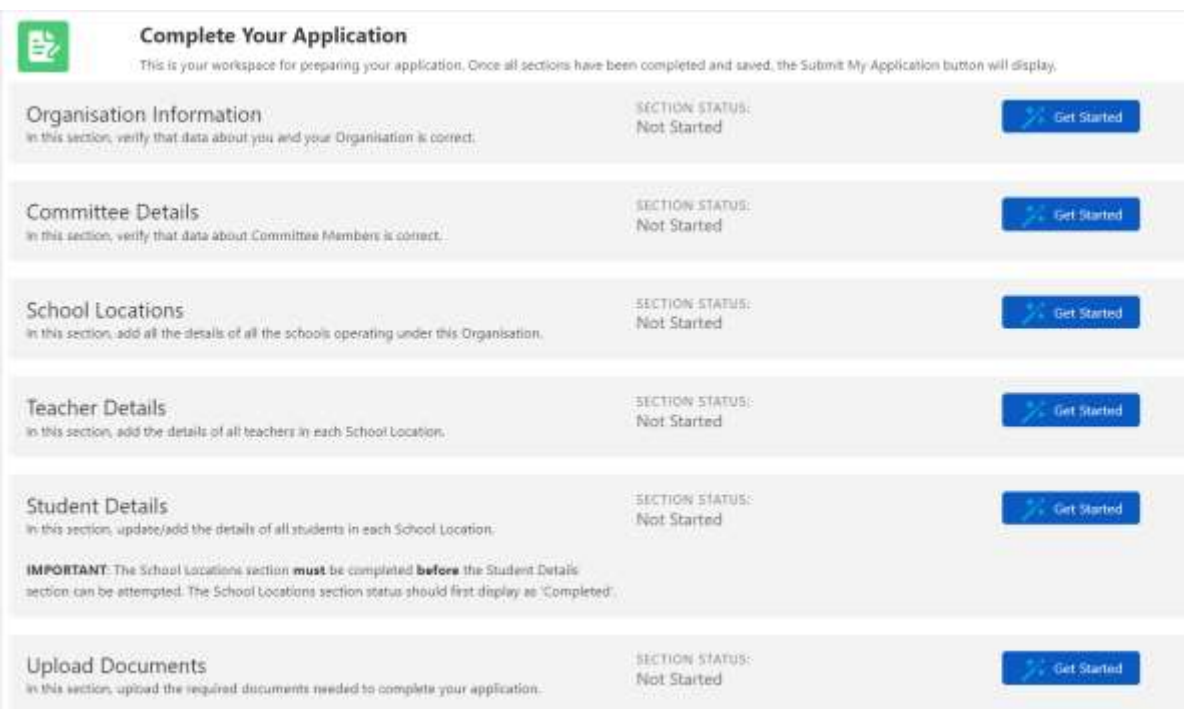 Complete Your Application
This is your workspace for preparing your application. Once all sections have been completed and saved, the Submit My Application button will display.
Organisation Information
In this section, verify that data about you and your Organisation is correct.
SECTION STATUS:
Not Started
Get Started
Committee Details
In this section, verify that data about Committee Members is correct.
SECTION STATUS:
Not Started
Get Started
School Locations
In this section, add all the details of all the schools operating under this Organisation.
SECTION STATUS:
Not Started
Get Started
Teacher Details
In this section, add the details of all teachers in each School Location.
SECTION STATUS:
Not Started
Get Started
Student Details
In this section, update/add the details of all students in each School Location.
SECTION STATUS:
Not Started
Get Started
IMPORTANT: The School Locations section must be completed before the Student Details
section can be attempted. The School Locations section status should first display as 'Completed'.
Upload Documents
In this section, upload the required documents needed to complete your application.
SECTION STATUS:
Not Started
Get Started